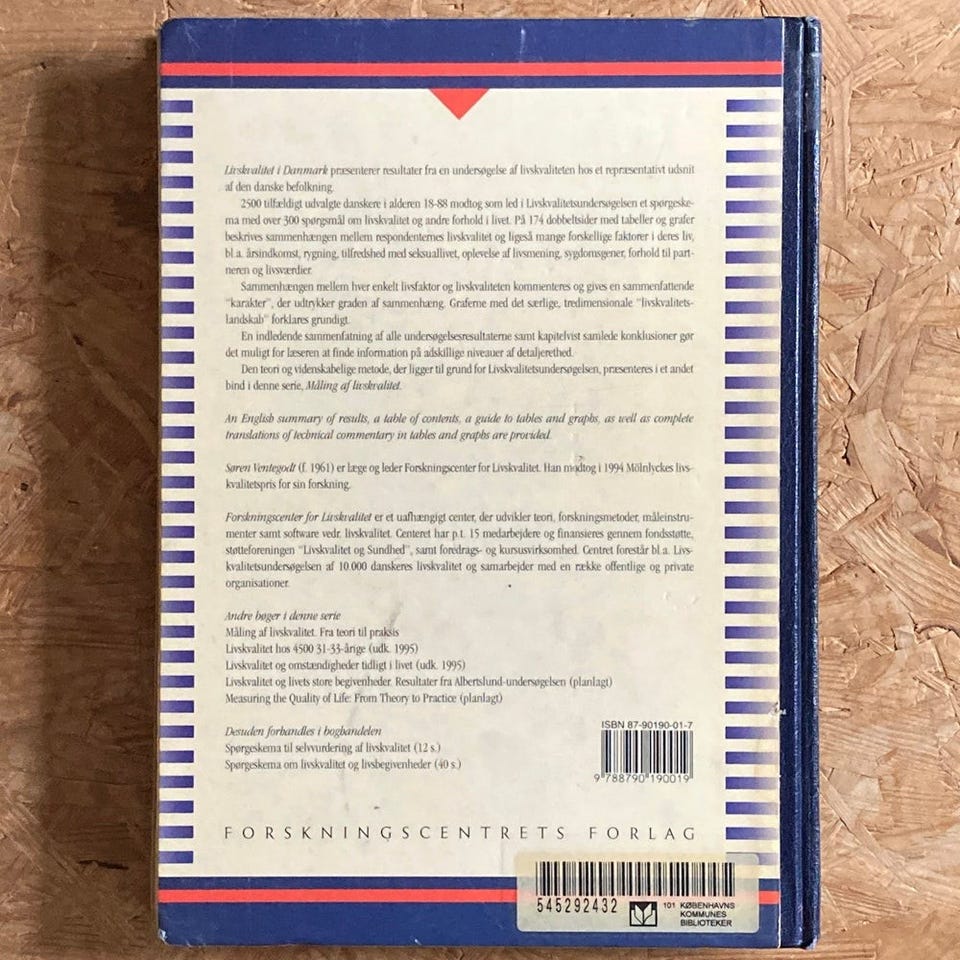 Livskvalitet i Danmark præsenterer resultater fra en undersøgelse af livskvaliteten hos et repræsentativt udsnit
af den danske befolkning.
2500 tilfældigt udvalgte danskere i alderen 18-88 modtog som led i Livskvalitetsundersøgelsen et spørgeske-
ma med over 300 spørgsmål om livskvalitet og andre forhold i livet. På 174 dobbeltsider med tabeller og grafer
beskrives sammenhængen mellem respondenternes livskvalitet og ligeså mange forskellige faktorer i deres liv,
bl.a. årsindkomst, rygning, tilfredshed med seksuallivet, oplevelse af livsmening, sygdomsgener, forhold til part-
neren og livsværdier.
Sammenhængen mellem hver enkelt livsfaktor og livskvaliteten kommenteres og gives en sammenfattende
"karakter", der udtrykker graden af sammenhæng. Graferne med det særlige, tredimensionale "livskvalitets-
landskab" forklares grundigt.
En indledende sammenfatning af alle undersøgelsesresultaterne samt kapitelvist samlede konklusioner gør
det muligt for læseren at finde information på adskillige niveauer af detaljerethed.
Den teori og videnskabelige metode, der ligger til grund for Livskvalitetsundersøgelsen, præsenteres i et andet
bind i denne serie, Måling af livskvalitet.
An English summary of results, a table of contents, a guide to tables and graphs, as well as complete
translations of technical commentary in tables and graphs are provided.
Søren Ventegodt (f. 1961) er læge og leder Forskningscenter for Livskvalitet. Han modtog i 1994 Mölnlyckes livs-
kvalitetspris for sin forskning.
Forskningscenter for Livskvalitet er et uafhængigt center, der udvikler teori, forskningsmetoder, måleinstru-
menter samt software vedr. livskvalitet. Centeret har p.t. 15 medarbejdere og finansieres gennem fondsstøtte,
støtteforeningen "Livskvalitet og Sundhed", samt foredrags- og kursusvirksomhed. Centret forestår bl.a. Livs-
kvalitetsundersøgelsen af 10.000 danskeres livskvalitet og samarbejder med en række offentlige og private
organisationer.
Andre bøger i denne serie
Måling af livskvalitet. Fra teori til praksis
Livskvalitet hos 4500 31-33-årige (udk. 1995)
Livskvalitet og omstændigheder tidligt i livet (udk. 1995)
Livskvalitet og livets store begivenheder. Resultater fra Albertslund-undersøgelsen (planlagt)
Measuring the Quality of Life: From Theory to Practice (planlagt)
Desuden forhandles i boghandelen
Spørgeskema til selvvurdering af livskvalitet (12 s.)
Spørgeskema om livskvalitet og livsbegivenheder (40 s.)
ISBN 87-90190-01-7
9 788790 190019
FORSKNINGSCENTRETS FORLAG
545292432
101 KØBENHAVNS
KOMMUNES
BIBLIOTEKER